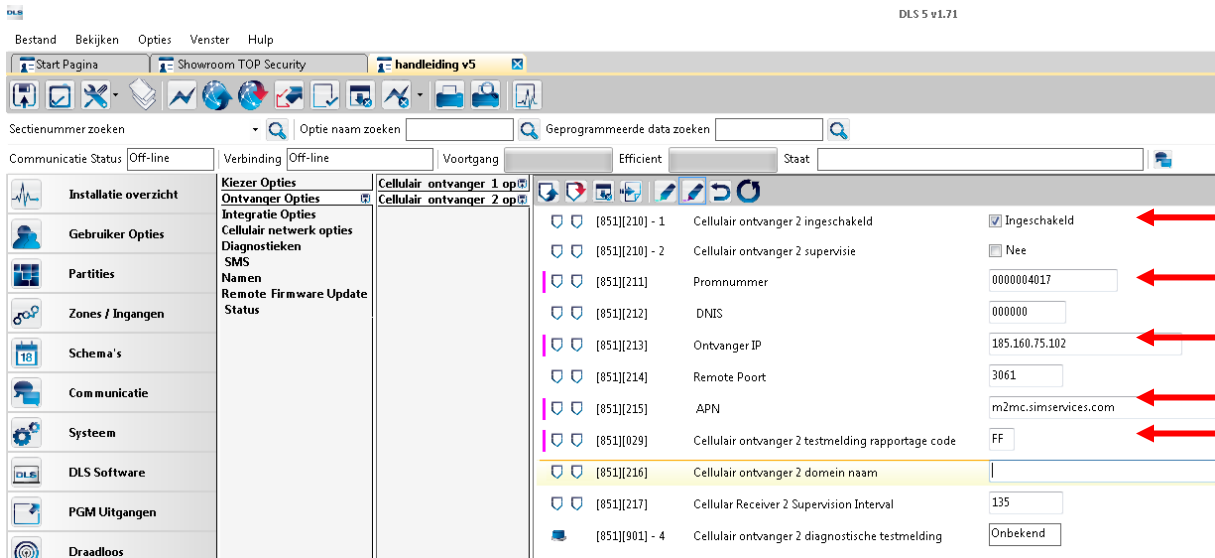 DLS
DLS 5 v1.71
Bestand Bekijken Opties Venster Hulp
Start Pagina Showroom TOP Security handleiding v5
Sectienummer zoeken Optie naam zoeken Geprogrammeerde data zoeken
Communicatie Status Off-line Verbinding Off-line Voortgang Efficient Staat
Installatie overzicht
Gebruiker Opties
Partities
Zones / Ingangen
18 Schema's
Communicatie
Systeem
DLS DLS Software
PGM Uitgangen
Draadloos
Kiezer Opties
Ontvanger Opties
Integratie Opties
Cellulair netwerk opties
Diagnostieken
SMS
Namen
Remote Firmware Update
Status
Cellulair ontvanger 1 op
Cellulair ontvanger 2 op
[851][210] - 1 Cellulair ontvanger 2 ingeschakeld Ingeschakeld
[851][210] - 2 Cellulair ontvanger 2 supervisie Nee
[851][211] Promnummer 0000004017
[851][212] DNIS 000000
[851][213] Ontvanger IP 185.160.75.102
[851][214] Remote Poort 3061
[851][215] APN m2mc.simservices.com
[851][029] Cellulair ontvanger 2 testmelding rapportage code FF
[851][216] Cellulair ontvanger 2 domein naam
[851][217] Cellular Receiver 2 Supervision Interval 135
[851][901] - 4 Cellulair ontvanger 2 diagnostische testmelding Onbekend